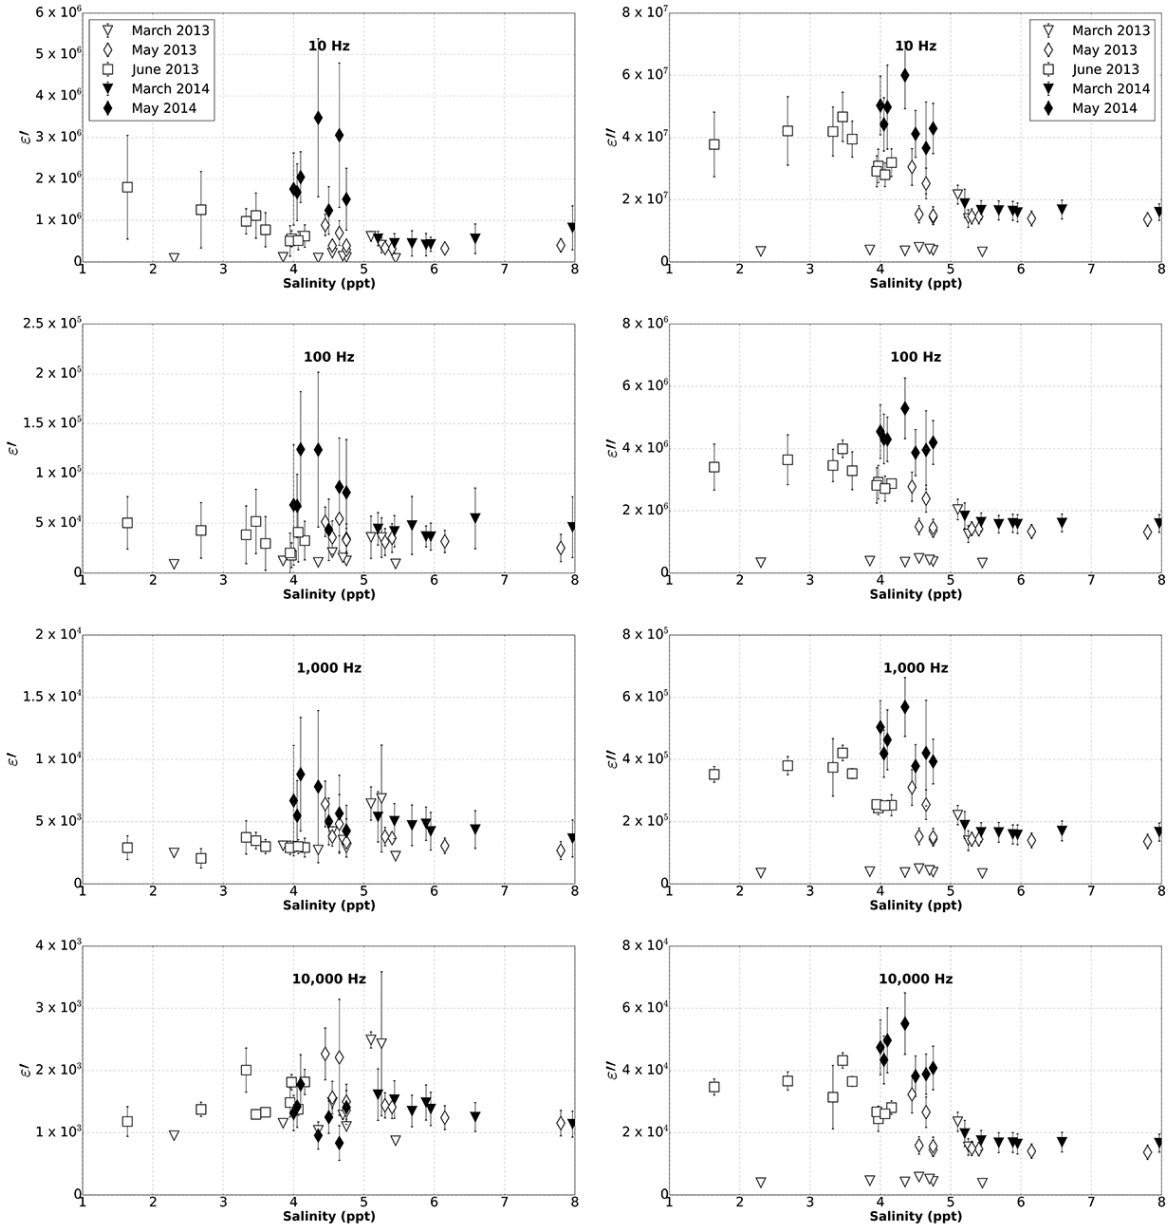 6 x 10⁶
5 x 10⁶
4 x 10⁶
3 x 10⁶
2 x 10⁶
1 x 10⁶
0
ε′
March 2013
May 2013
June 2013
March 2014
May 2014
10 Hz
1 2 3 4 5 6 7 8
Salinity (ppt)
8 x 10⁷
6 x 10⁷
4 x 10⁷
2 x 10⁷
0
ε′′
10 Hz
March 2013
May 2013
June 2013
March 2014
May 2014
1 2 3 4 5 6 7 8
Salinity (ppt)
2.5 x 10⁵
2 x 10⁵
1.5 x 10⁵
1 x 10⁵
5 x 10⁴
0
ε′
100 Hz
1 2 3 4 5 6 7 8
Salinity (ppt)
8 x 10⁶
6 x 10⁶
4 x 10⁶
2 x 10⁶
0
ε′′
100 Hz
1 2 3 4 5 6 7 8
Salinity (ppt)
2 x 10⁴
1.5 x 10⁴
1 x 10⁴
5 x 10³
0
ε′
1,000 Hz
1 2 3 4 5 6 7 8
Salinity (ppt)
8 x 10⁵
6 x 10⁵
4 x 10⁵
2 x 10⁵
0
ε′′
1,000 Hz
1 2 3 4 5 6 7 8
Salinity (ppt)
4 x 10³
3 x 10³
2 x 10³
1 x 10³
0
ε′
10,000 Hz
1 2 3 4 5 6 7 8
Salinity (ppt)
8 x 10⁴
6 x 10⁴
4 x 10⁴
2 x 10⁴
0
ε′′
10,000 Hz
1 2 3 4 5 6 7 8
Salinity (ppt)